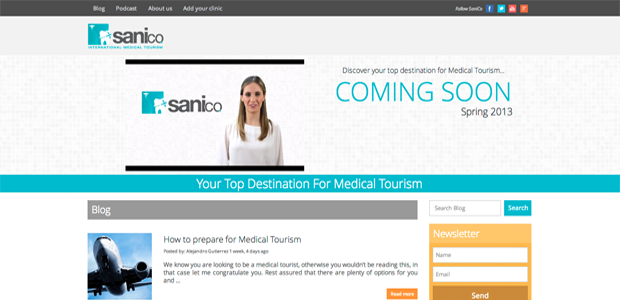 Blog Podcast About us Add your clinic
Follow SaniCo
sanico
INTERNATIONAL MEDICAL TOURISM
Discover your top destination for Medical Tourism...
COMING SOON
Spring 2013
sanico
Your Top Destination For Medical Tourism
Blog
Search Blog
Search
How to prepare for Medical Tourism
Posted by: Alejandro Gutierrez 1 week, 4 days ago
We know you are looking to be a medical tourist, otherwise you wouldn't be reading this, in
that case let me congratulate you. Rest assured that there are plenty of options for you
and ...
Read more
Newsletter
Name
Email
Send